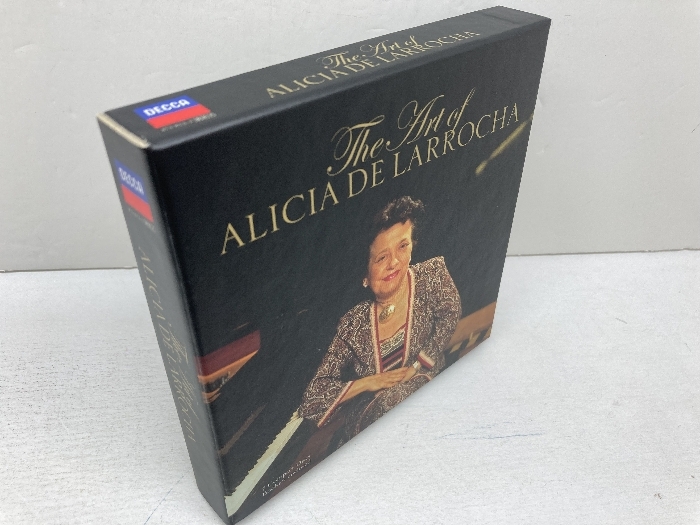 DECCA
The Art of
ALICIA DE LARROCHA
The Art of
ALICIA DE LARROCHA
DECCA
The Art of
ALICIA DE LARROCHA